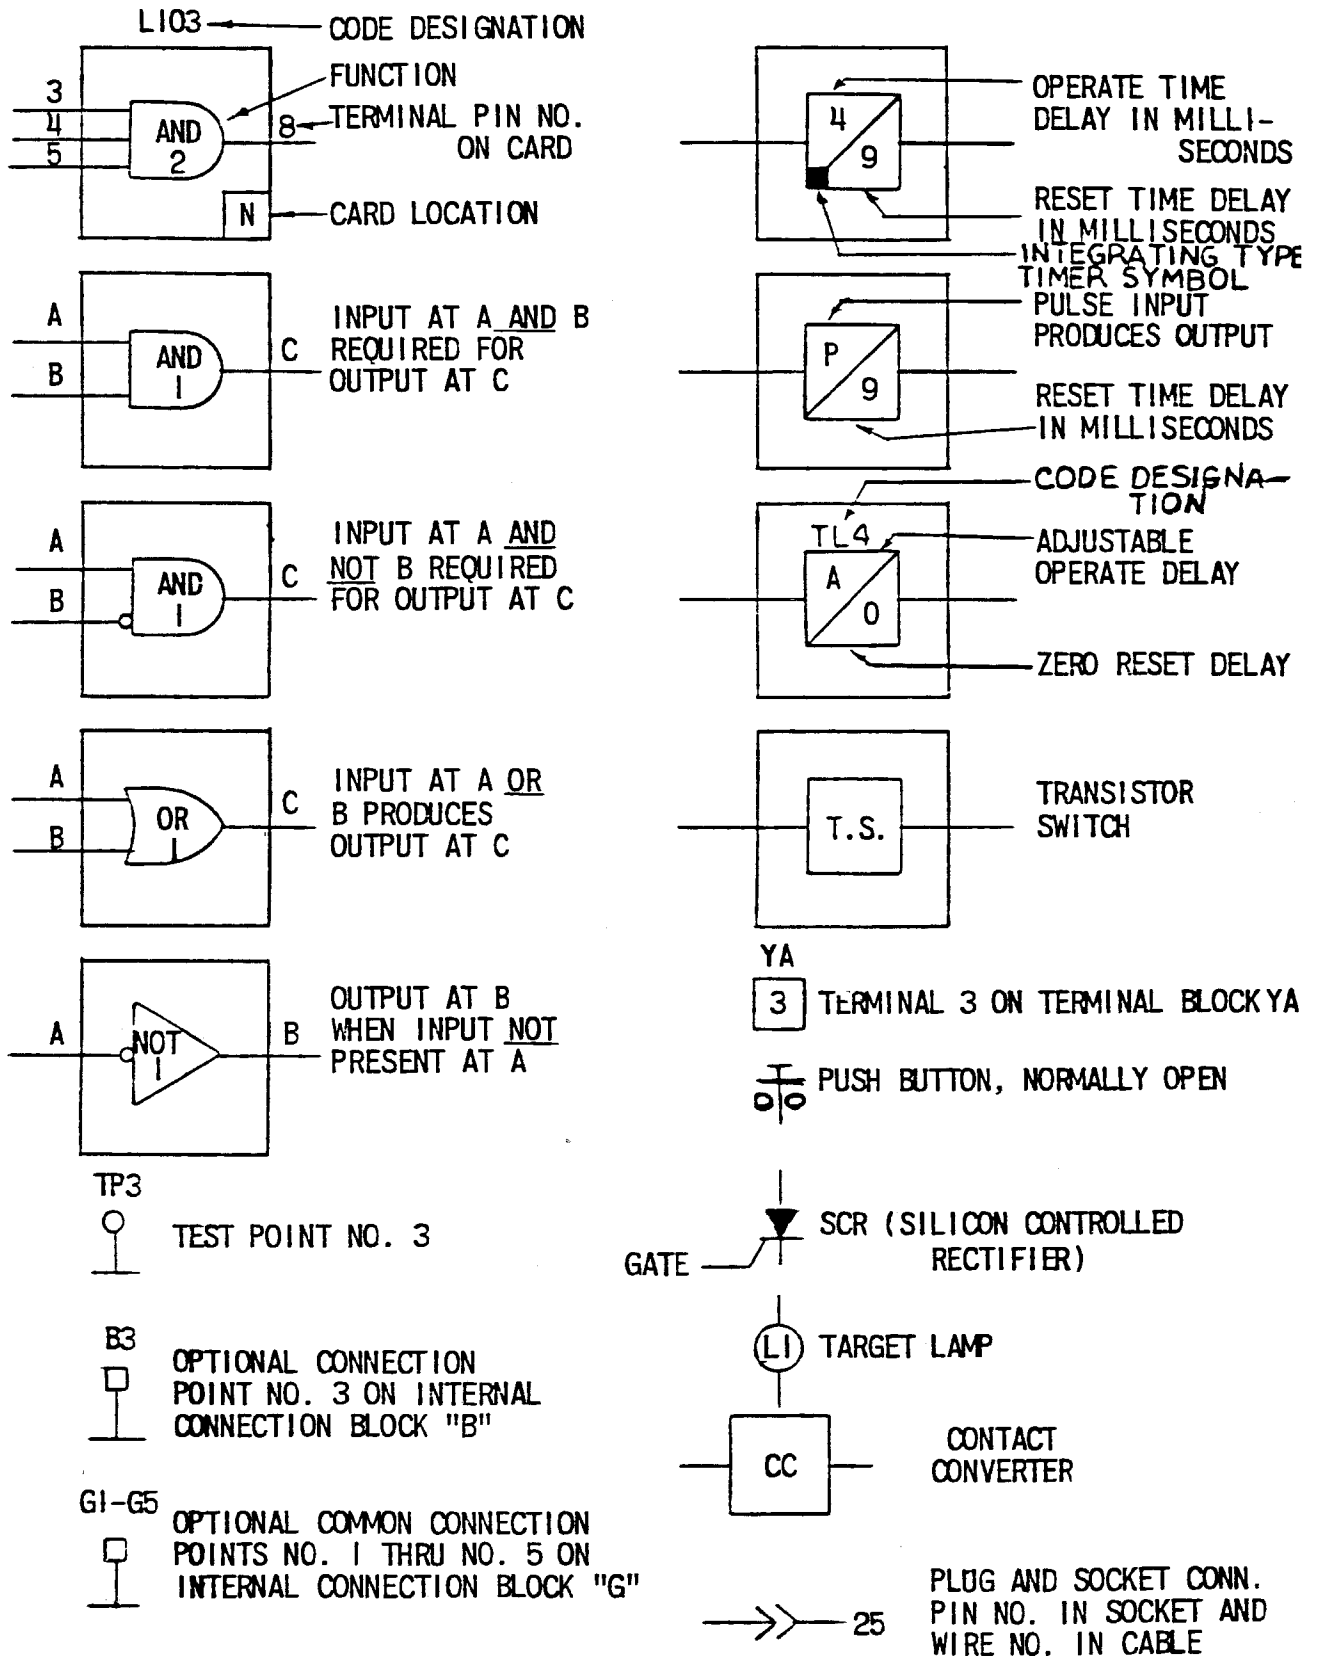 L103 CODE DESIGNATION
FUNCTION
3
4
5
AND
2
8
TERMINAL PIN NO.
ON CARD
N
CARD LOCATION
A
B
AND
1
C
INPUT AT A AND B
REQUIRED FOR
OUTPUT AT C
A
B
AND
1
C
INPUT AT A AND
NOT B REQUIRED
FOR OUTPUT AT C
A
B
OR
1
C
INPUT AT A OR
B PRODUCES
OUTPUT AT C
A
NOT
1
B
OUTPUT AT B
WHEN INPUT NOT
PRESENT AT A
TP3
TEST POINT NO. 3
B3
OPTIONAL CONNECTION
POINT NO. 3 ON INTERNAL
CONNECTION BLOCK "B"
G1-G5
OPTIONAL COMMON CONNECTION
POINTS NO. 1 THRU NO. 5 ON
INTERNAL CONNECTION BLOCK "G"
4
9
OPERATE TIME
DELAY IN MILLI-
SECONDS
RESET TIME DELAY
IN MILLISECONDS
INTEGRATING TYPE
TIMER SYMBOL
P
9
PULSE INPUT
PRODUCES OUTPUT
RESET TIME DELAY
IN MILLISECONDS
CODE DESIGNA-
TION
TL4
A
0
ADJUSTABLE
OPERATE DELAY
ZERO RESET DELAY
T.S.
TRANSISTOR
SWITCH
YA
3 TERMINAL 3 ON TERMINAL BLOCK YA
PUSH BUTTON, NORMALLY OPEN
GATE
SCR (SILICON CONTROLLED
RECTIFIER)
L1 TARGET LAMP
CC
CONTACT
CONVERTER
25
PLUG AND SOCKET CONN.
PIN NO. IN SOCKET AND
WIRE NO. IN CABLE